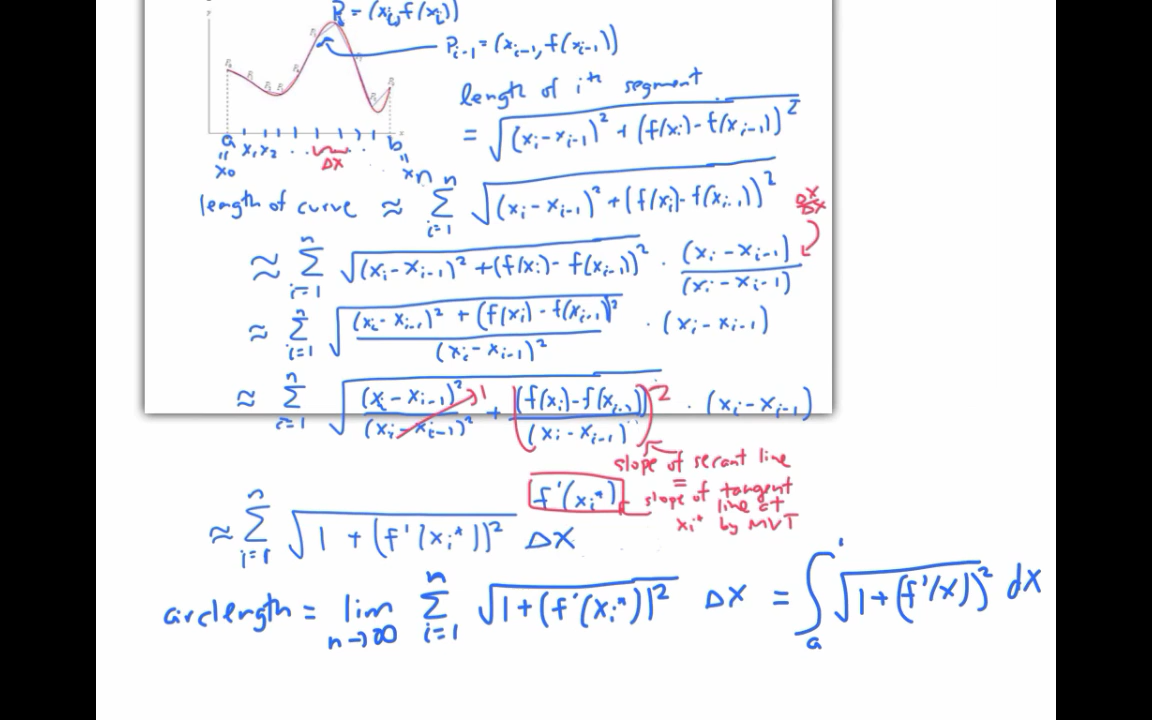 P_i = (x_i, f(x_i))
P_{i-1} = (x_{i-1}, f(x_{i-1}))
length of i^{th} segment
= √((x_i - x_{i-1})^2 + (f(x_i) - f(x_{i-1}))^2)
a x_1 x_2 . . . . b
Δx
" x_0 " x_n
length of curve ≈ Σ_{i=1}^{n} √((x_i - x_{i-1})^2 + (f(x_i) - f(x_{i-1}))^2)
Δx/Δx
≈ Σ_{i=1}^{n} √((x_i - x_{i-1})^2 + (f(x_i) - f(x_{i-1}))^2) · (x_i - x_{i-1})/(x_i - x_{i-1})
≈ Σ_{i=1}^{n} √(((x_i - x_{i-1})^2 + (f(x_i) - f(x_{i-1}))^2)/(x_i - x_{i-1})^2) · (x_i - x_{i-1})
≈ Σ_{i=1}^{n} √((x_i - x_{i-1})^2/(x_i - x_{i-1})^2 → 1 + ((f(x_i) - f(x_{i-1}))/(x_i - x_{i-1}))^2) · (x_i - x_{i-1})
slope of secant line
=
f'(x_i*) slope of tangent
line at
x_i* by MVT
≈ Σ_{i=1}^{n} √(1 + (f'(x_i*))^2) Δx
arclength = lim_{n→∞} Σ_{i=1}^{n} √(1 + (f'(x_i*))^2) Δx = ∫_a √(1 + (f'(x))^2) dx